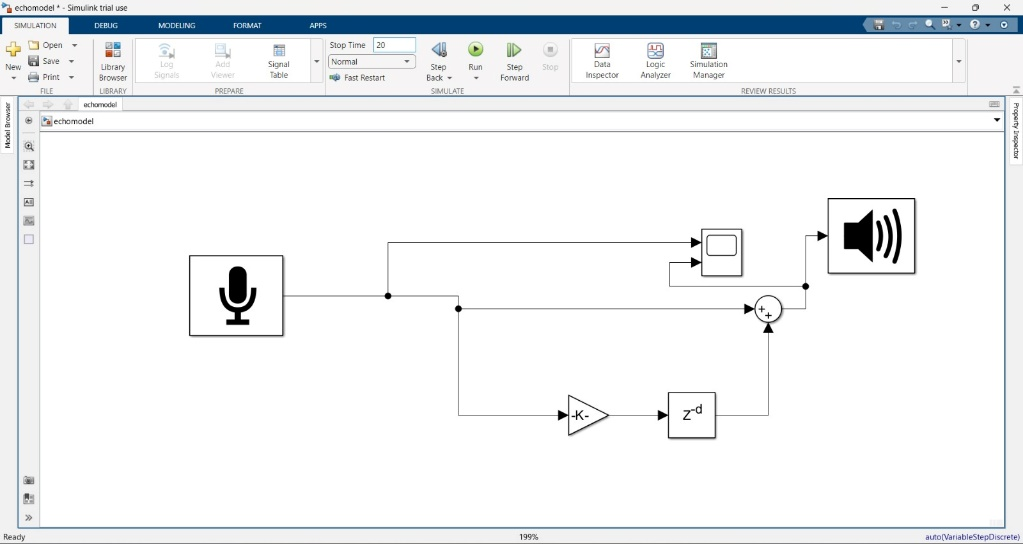 echomodel * - Simulink trial use
SIMULATION DEBUG MODELING FORMAT APPS
New
Open
Save
Print
FILE
Library Browser
LIBRARY
Log Signals
Add Viewer
Signal Table
PREPARE
Stop Time 20
Normal
Fast Restart
Step Back
Run
Step Forward
Stop
SIMULATE
Data Inspector
Logic Analyzer
Simulation Manager
REVIEW RESULTS
Model Browser
echomodel
echomodel
Property Inspector
+
+
-K-
z-d
Ready 199% auto(VariableStepDiscrete)